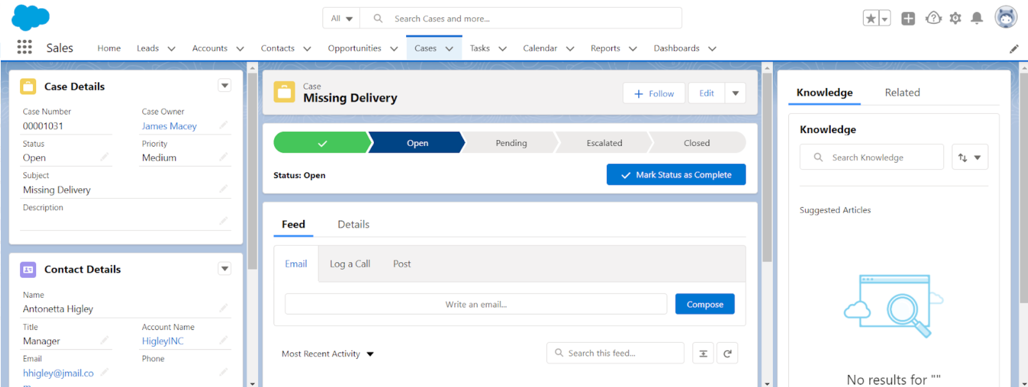 All
Search Cases and more...
Sales
Home
Leads
Accounts
Contacts
Opportunities
Cases
Tasks
Calendar
Reports
Dashboards
Case Details
Case Number
Case Owner
00001031
James Macey
Status
Priority
Open
Medium
Subject
Missing Delivery
Description
Contact Details
Name
Antonetta Higley
Title
Account Name
Manager
HigleyINC
Email
Phone
hhigley@jmail.co
m
Case
Missing Delivery
Follow
Edit
Open
Pending
Escalated
Closed
Status: Open
Mark Status as Complete
Feed
Details
Email
Log a Call
Post
Write an email...
Compose
Most Recent Activity
Search this feed...
Knowledge
Related
Knowledge
Search Knowledge
Suggested Articles
No results for ""